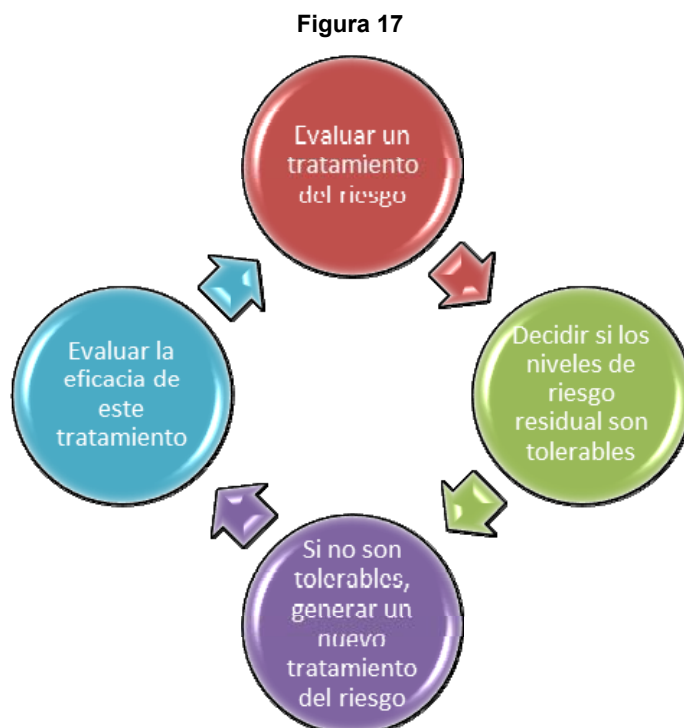 Figura 17
Evaluar un
tratamiento
del riesgo
Decidir si los
niveles de
riesgo
residual son
tolerables
Si no son
tolerables,
generar un
nuevo
tratamiento
del riesgo
Evaluar la
eficacia de
este
tratamiento